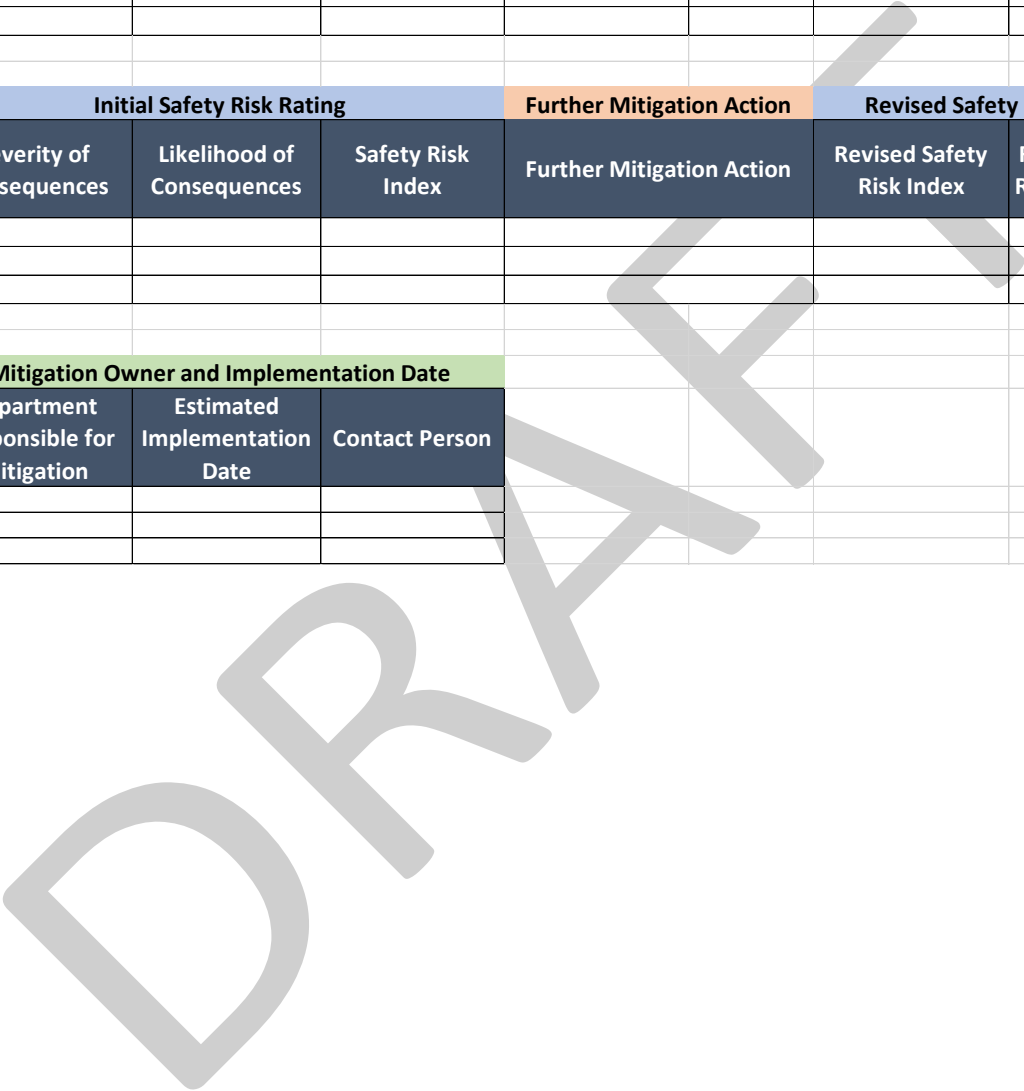 Initial Safety Risk Rating Further Mitigation Action Revised Safety
verity of Likelihood of Safety Risk Further Mitigation Action Revised Safety
sequences Consequences Index Risk Index
Mitigation Owner and Implementation Date
partment Estimated
onsible for Implementation Contact Person
itigation Date
DRAFT